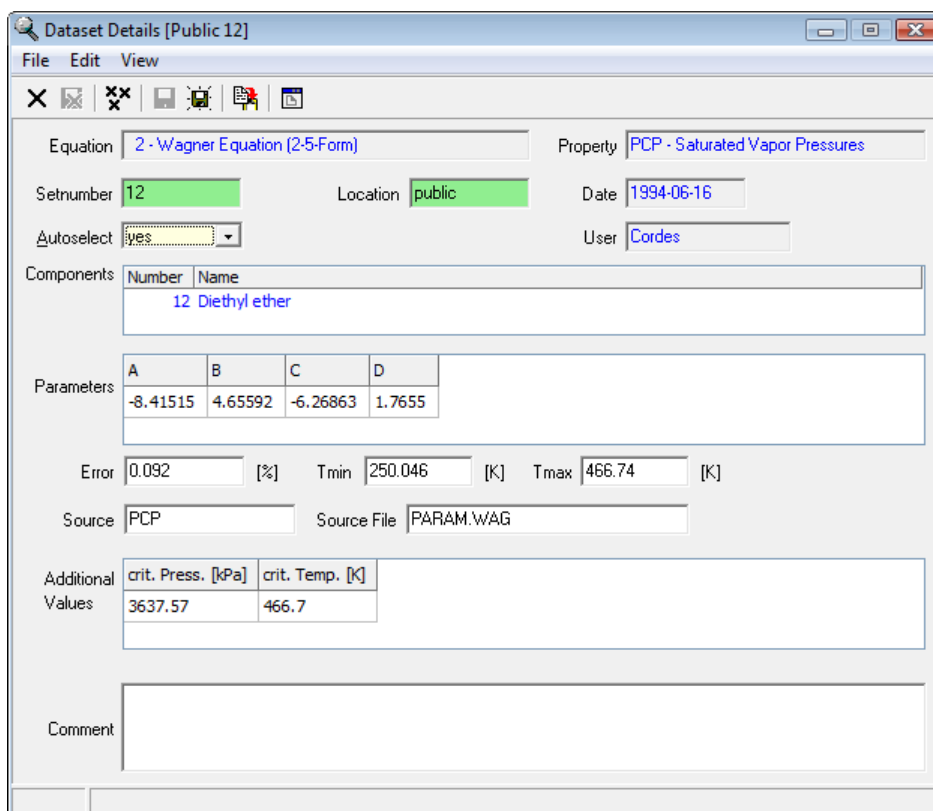 Dataset Details [Public 12]
File Edit View
Equation 2 - Wagner Equation (2-5-Form) Property PCP - Saturated Vapor Pressures
Setnumber 12 Location public Date 1994-06-16
Autoselect yes User Cordes
Components Number Name
12 Diethyl ether
Parameters A B C D
-8.41515 4.65592 -6.26863 1.7655
Error 0.092 [%] Tmin 250.046 [K] Tmax 466.74 [K]
Source PCP Source File PARAM.WAG
Additional Values crit. Press. [kPa] crit. Temp. [K]
3637.57 466.7
Comment